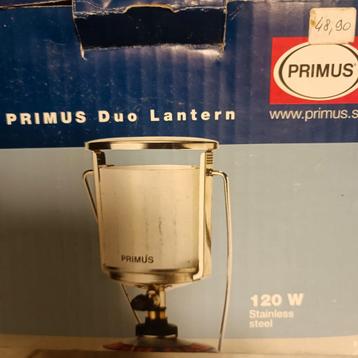 48,90
PRIMUS
www.primus.s
PRIMUS Duo Lantern
PRIMUS
120 W
Stainless
steel